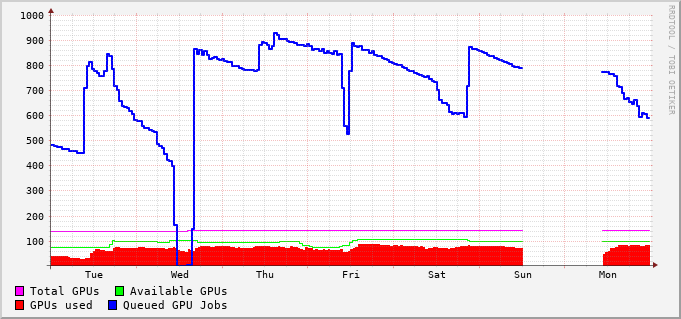 1000
900
800
700
600
500
400
300
200
100
Tue Wed Thu Fri Sat Sun Mon
Total GPUs Available GPUs
GPUs used Queued GPU Jobs
RRDTOOL / TOBI OETIKER